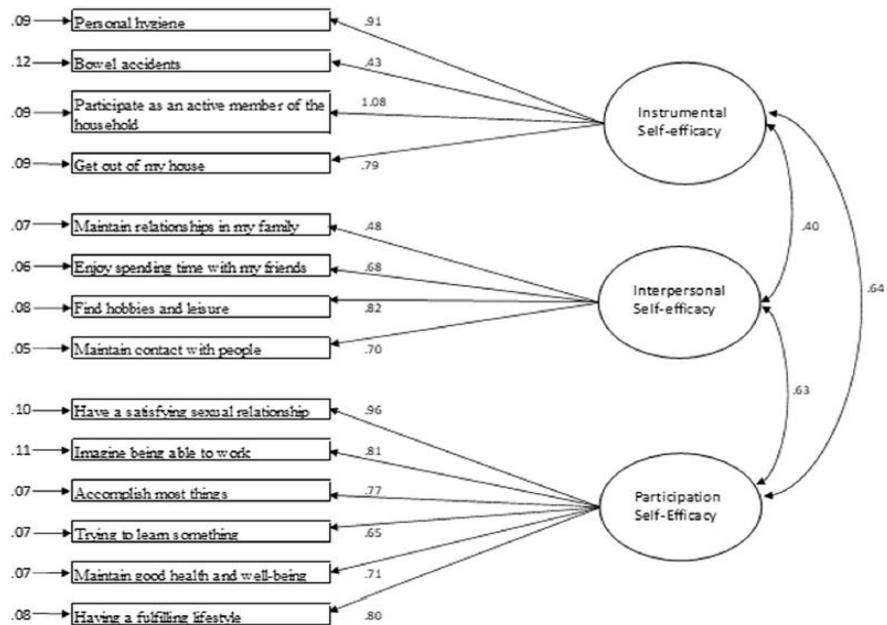 .09 Personal hygiene .91
.12 Bowel accidents .43
.09 Participate as an active member of the
household 1.08
.09 Get out of my house .79
Instrumental
Self-efficacy
.07 Maintain relationships in my family .48
.06 Enjoy spending time with my friends .68
.08 Find hobbies and leisure .82
.05 Maintain contact with people .70
Interpersonal
Self-efficacy
.40
.64
.63
.10 Have a satisfying sexual relationship .96
.11 Imagine being able to work .81
.07 Accomplish most things .77
.07 Trying to learn something .65
.07 Maintain good health and well-being .71
.08 Having a fulfilling lifestyle .80
Participation
Self-Efficacy